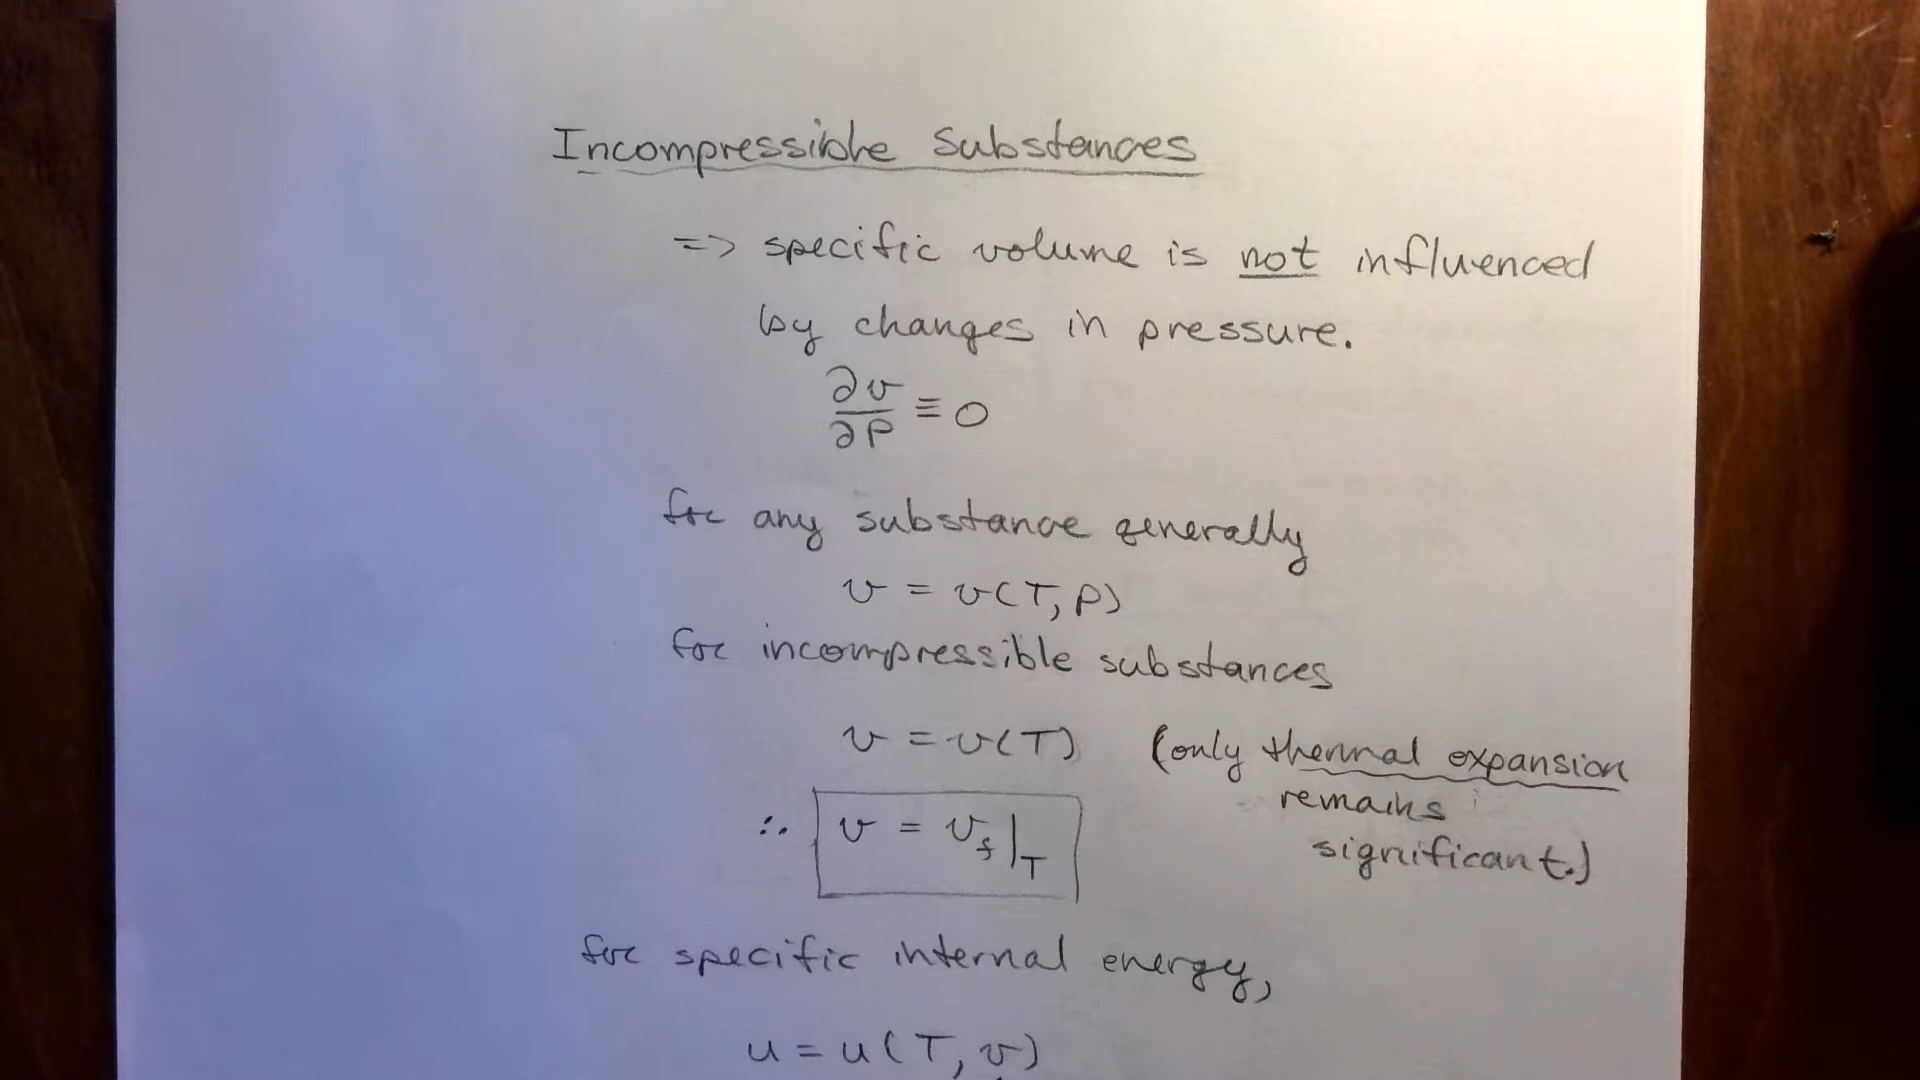 Incompressible Substances
=> specific volume is not influenced
by changes in pressure.
∂v/∂P ≡ 0
for any substance generally
v = v(T, P)
for incompressible substances
v = v(T) (only thermal expansion
remains
significant.)
∴ v = v_f|_T
for specific internal energy,
u = u(T, v)